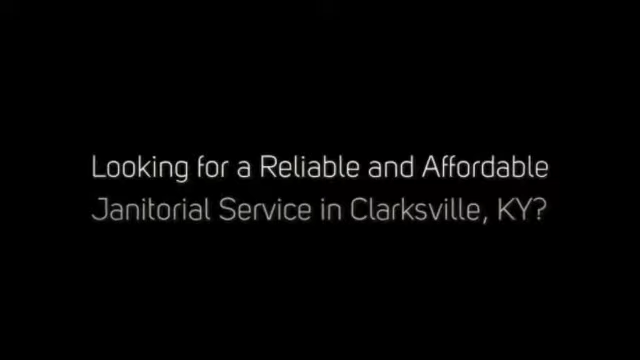 Looking for a Reliable and Affordable
Janitorial Service in Clarksville, KY?